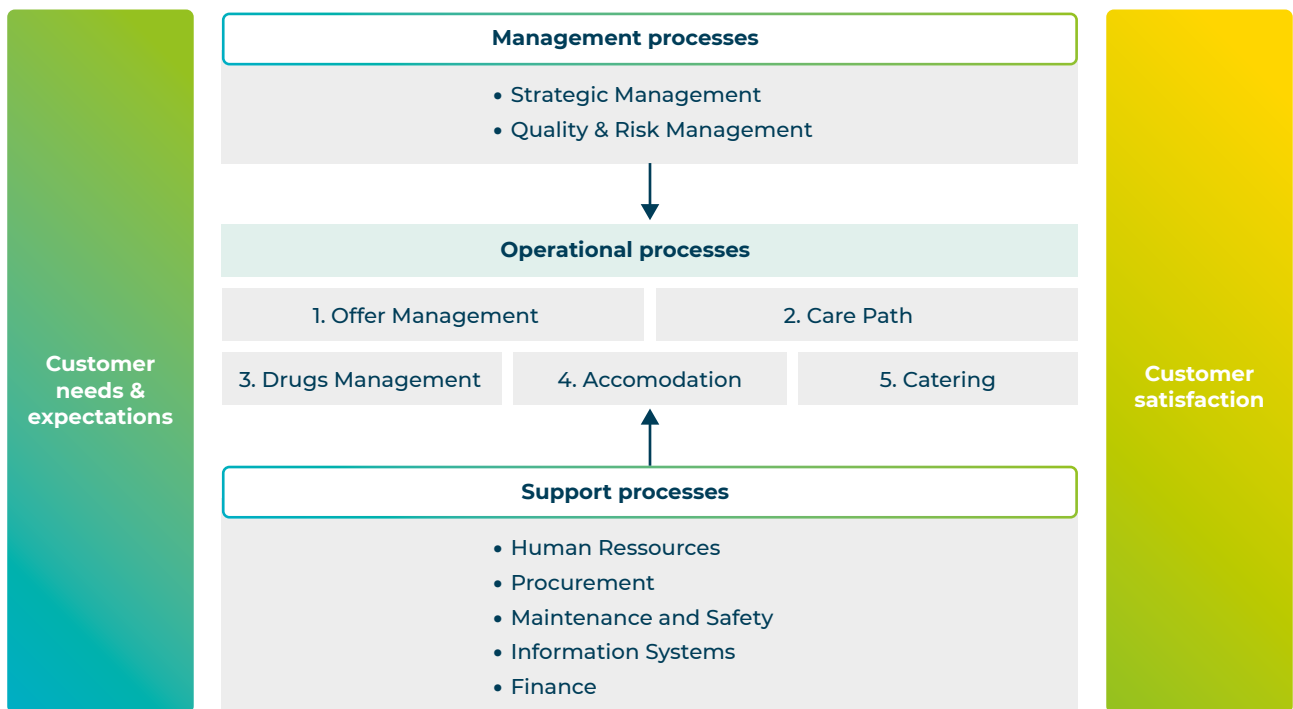 Management processes
• Strategic Management
• Quality & Risk Management
Operational processes
1. Offer Management
2. Care Path
3. Drugs Management
4. Accomodation
5. Catering
Customer
needs &
expectations
Customer
satisfaction
Support processes
• Human Ressources
• Procurement
• Maintenance and Safety
• Information Systems
• Finance